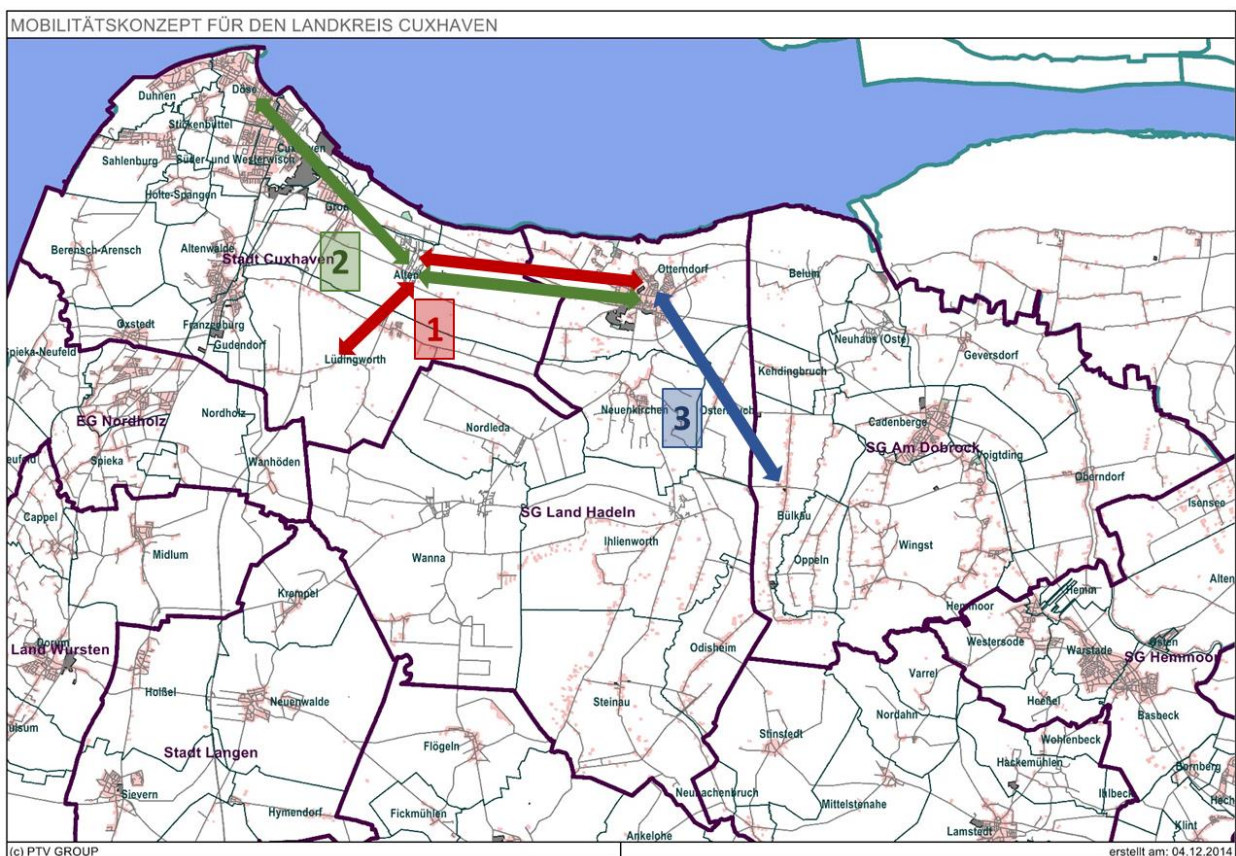 MOBILITÄTSKONZEPT FÜR DEN LANDKREIS CUXHAVEN
Duhnen
Döse
Stickenbüttel
Cuxhaven
Sahlenburg
Süder- und Westerwisch
Holte-Spangen
Berensch-Arensch
Altenwalde
Stadt Cuxhaven
2
Otterndorf
Belum
Franzenburg
Oxstedt
Gudendorf
1
Lüdingworth
Neuhaus (Oste)
Geversdorf
Kehdingbruch
Spieka-Neufeld
Nordholz
EG Nordholz
Neuenkirchen
3
Cadenberge
Nordleda
SG Am Dobrock
Voigtding
Spieka
Wanhöden
Oberndorf
Cappel
SG Land Hadeln
Bülkau
Isensee
Midlum
Wanna
Ihlienworth
Oppeln
Wingst
Krempel
Hemmoor
Hemm
Westersode
Osten
Dorum
Land Wursten
Odisheim
Warstade
SG Hemmoor
Holßel
Neuenwalde
Steinau
Varrel
Heeßel
Nordahn
Basbeck
Stadt Langen
Flögeln
Stinstedt
Wohlenbeck
Hackemühlen
Bornberg
Sievern
Hymendorf
Fickmühlen
Neubachenbruch
Mittelstenahe
Ihlbeck
Lamstedt
Klint
Ankelohe
(c) PTV GROUP
erstellt am: 04.12.2014